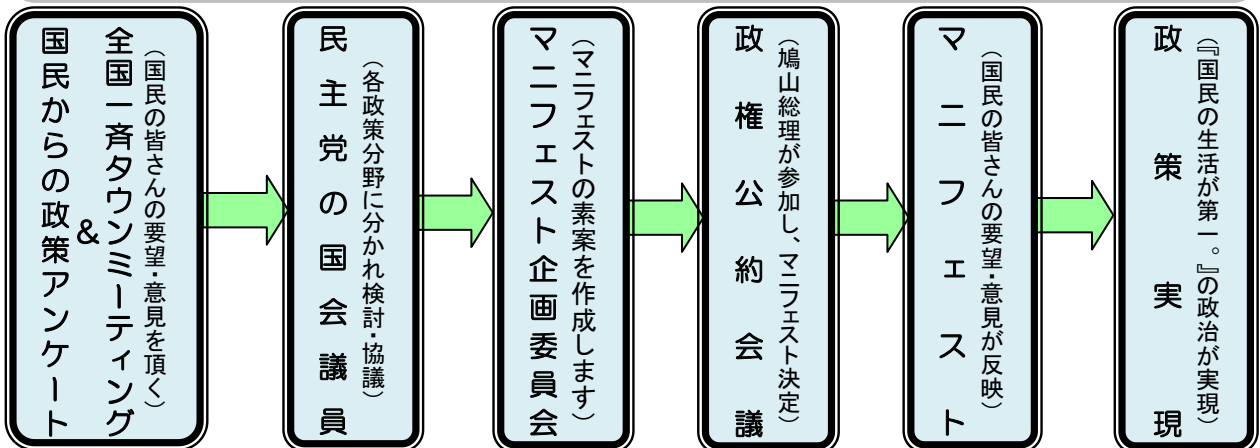 （国民の皆さんの要望・意見を頂く）
全国一斉タウンミーティング
&
国民からの政策アンケート
（各政策分野に分かれ検討・協議）
民主党の国会議員
（マニフェストの素案を作成します）
マニフェスト企画委員会
（鳩山総理が参加し、マニフェスト決定）
政権公約会議
（国民の皆さんの要望・意見が反映）
マニフェスト
（『国民の生活が第一。』の政治が実現）
政策実現